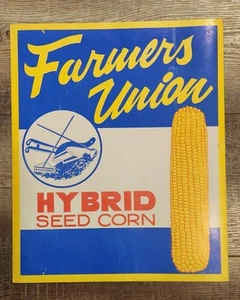 Farmers
Union
HYBRID
SEED CORN